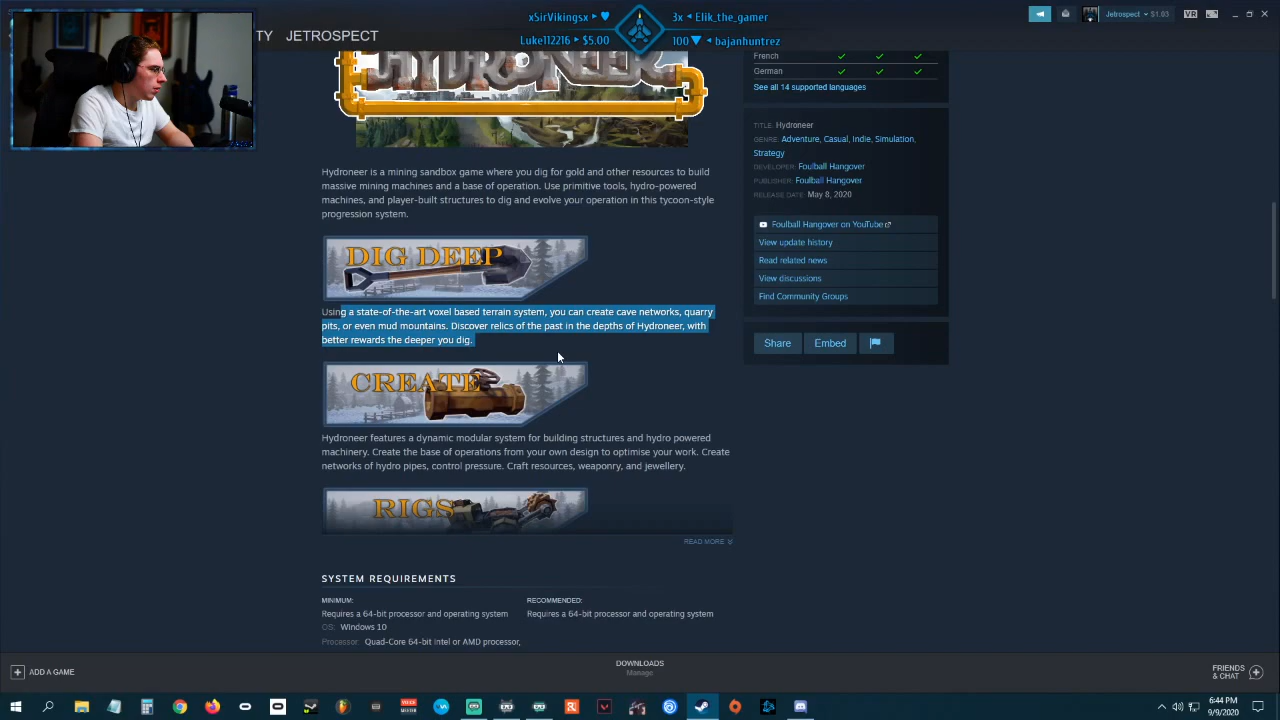 xSirVikingsx ▸ ♥
3x ◂ Elik_the_gamer
Luke112216 ▸ $5.00
100 ▼ ◂ bajanhuntrez
Jetrospect $1.03
VR
TY JETROSPECT
HYDRONEER
French ✓ ✓ ✓
German ✓ ✓ ✓
See all 14 supported languages
TITLE: Hydroneer
GENRE: Adventure, Casual, Indie, Simulation,
Strategy
DEVELOPER: Foulball Hangover
PUBLISHER: Foulball Hangover
RELEASE DATE: May 8, 2020
Foulball Hangover on YouTube
View update history
Read related news
View discussions
Find Community Groups
Share Embed
Hydroneer is a mining sandbox game where you dig for gold and other resources to build
massive mining machines and a base of operation. Use primitive tools, hydro-powered
machines, and player-built structures to dig and evolve your operation in this tycoon-style
progression system.
DIG DEEP
Using a state-of-the-art voxel based terrain system, you can create cave networks, quarry
pits, or even mud mountains. Discover relics of the past in the depths of Hydroneer, with
better rewards the deeper you dig.
CREATE
Hydroneer features a dynamic modular system for building structures and hydro powered
machinery. Create the base of operations from your own design to optimise your work. Create
networks of hydro pipes, control pressure. Craft resources, weaponry, and jewellery.
RIGS
READ MORE
SYSTEM REQUIREMENTS
MINIMUM:
Requires a 64-bit processor and operating system
OS: Windows 10
Processor: Quad-Core 64-bit Intel or AMD processor,
RECOMMENDED:
Requires a 64-bit processor and operating system
+ ADD A GAME
DOWNLOADS
Manage
FRIENDS
& CHAT +
6:44 PM
9/9/2020